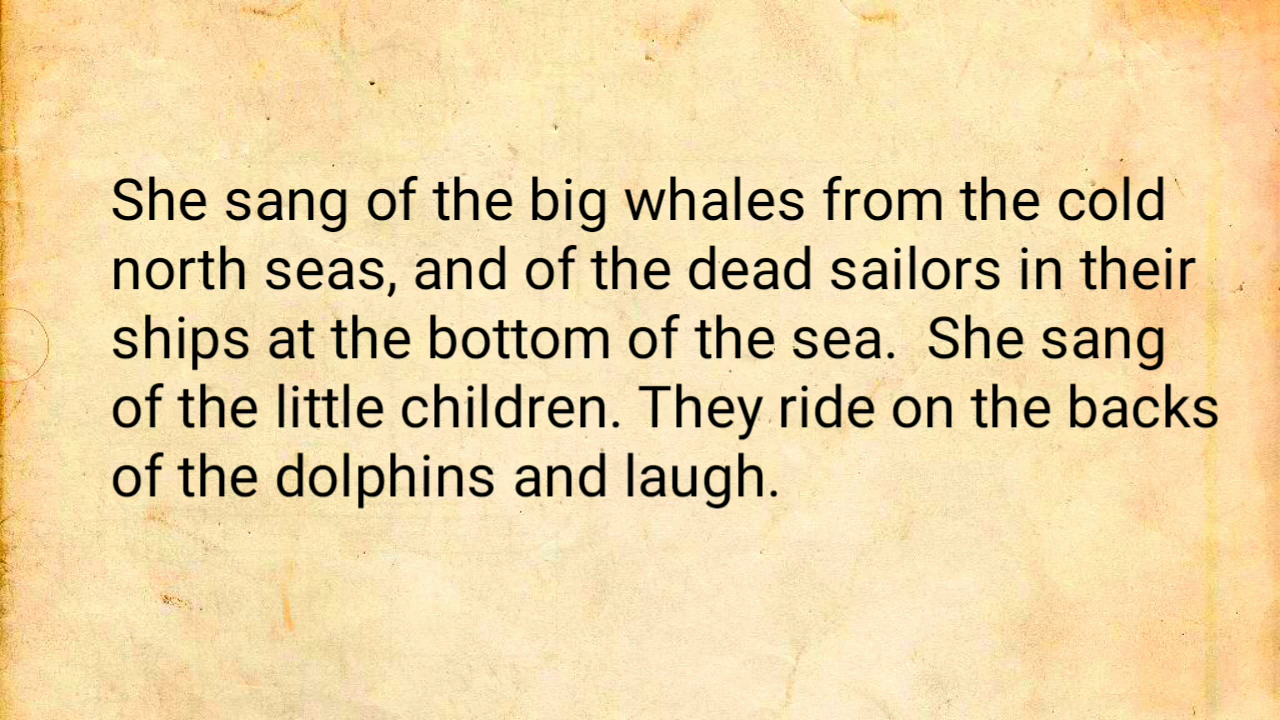 She sang of the big whales from the cold
north seas, and of the dead sailors in their
ships at the bottom of the sea.  She sang
of the little children. They ride on the backs
of the dolphins and laugh.